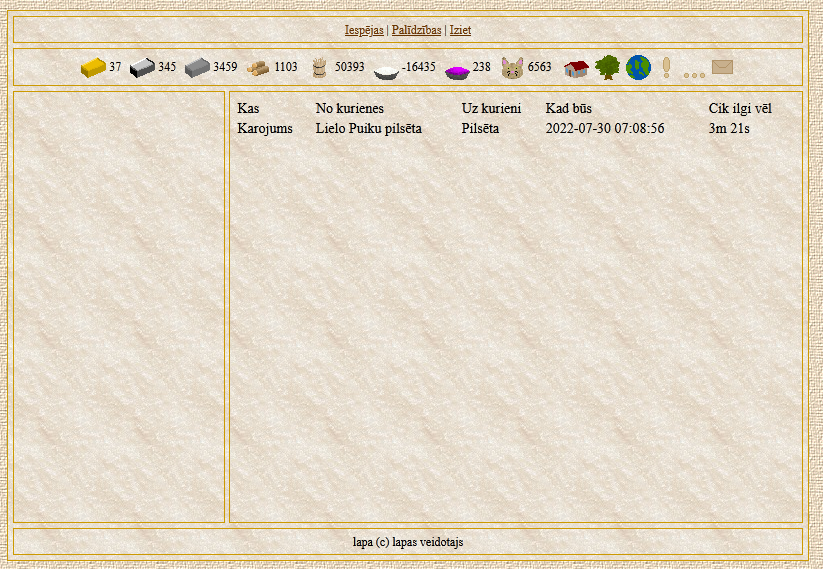 Iespējas | Palīdzības | Iziet
37 345 3459 1103 50393 -16435 238 6563
Kas No kurienes Uz kurieni Kad būs Cik ilgi vēl
Karojums Lielo Puiku pilsēta Pilsēta 2022-07-30 07:08:56 3m 21s
lapa (c) lapas veidotajs